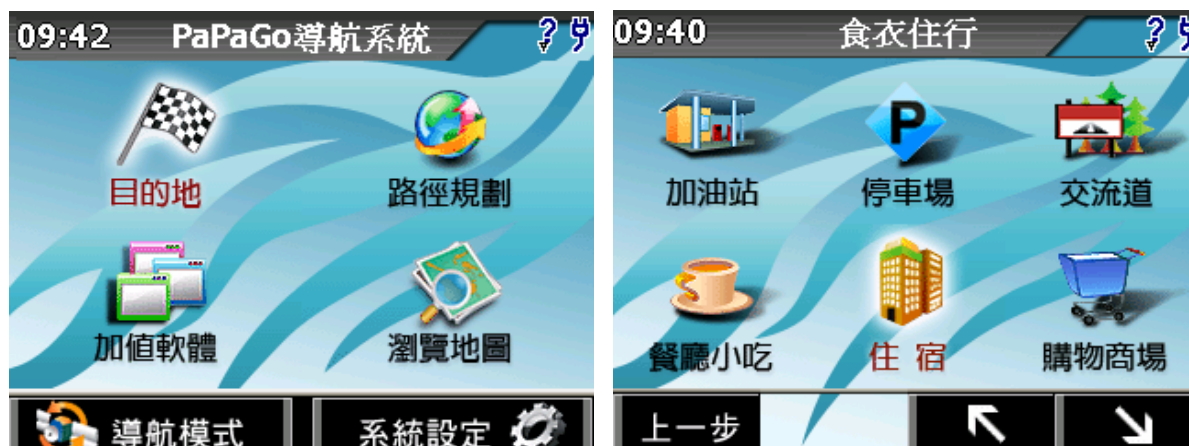 09:42 PaPaGo導航系統
目的地 路徑規劃
加值軟體 瀏覽地圖
導航模式 系統設定
09:40 食衣住行
P
加油站 停車場 交流道
餐廳小吃 住宿 購物商場
上一步